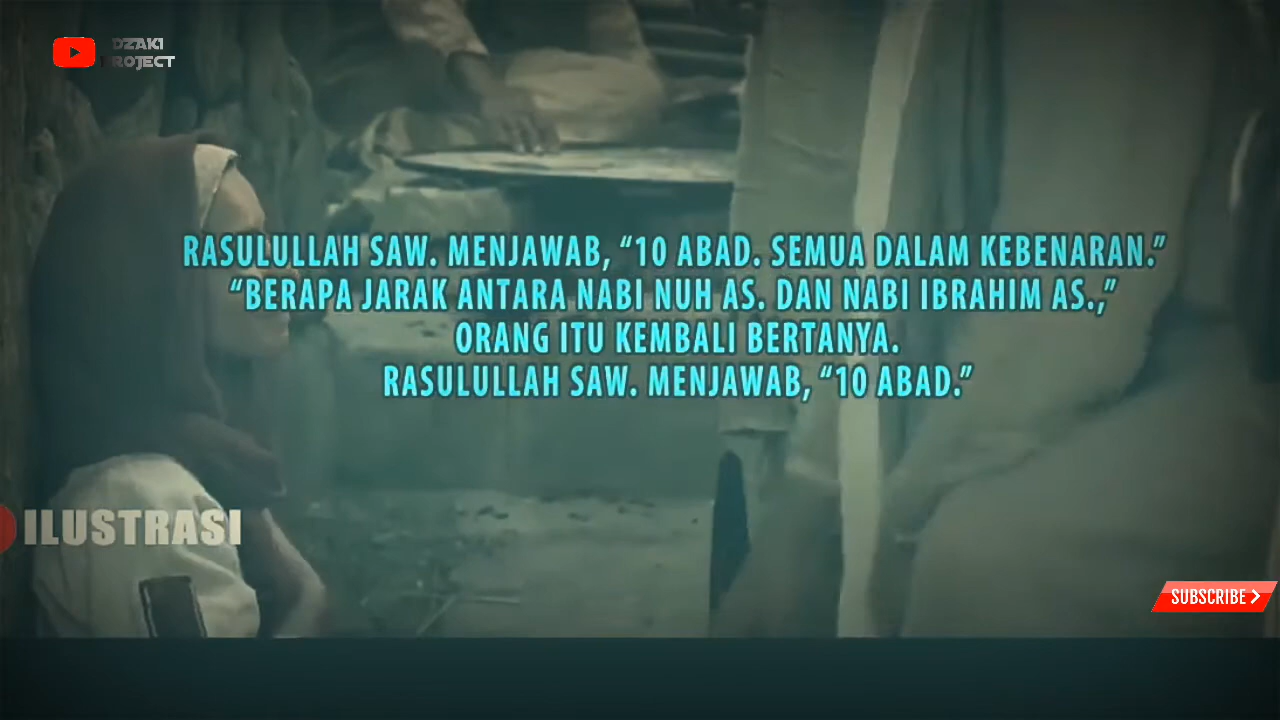 DZAKI
PROJECT
RASULULLAH SAW. MENJAWAB, “10 ABAD. SEMUA DALAM KEBENARAN.”
“BERAPA JARAK ANTARA NABI NUH AS. DAN NABI IBRAHIM AS.,”
ORANG ITU KEMBALI BERTANYA.
RASULULLAH SAW. MENJAWAB, “10 ABAD.”
ILUSTRASI
SUBSCRIBE